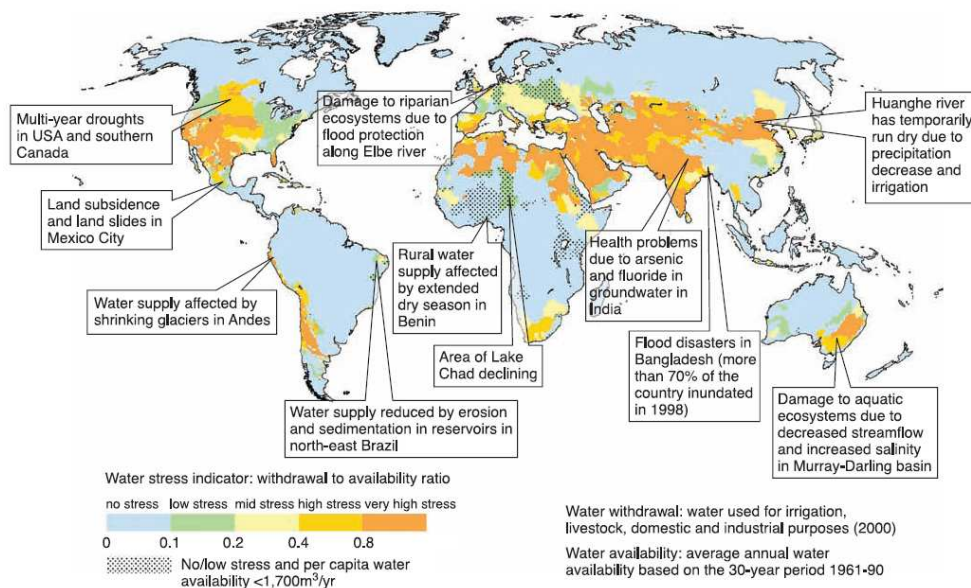 Multi-year droughts
in USA and southern
Canada
Damage to riparian
ecosystems due to
flood protection
along Elbe river
Huanghe river
has temporarily
run dry due to
precipitation
decrease and
irrigation
Land subsidence
and land slides in
Mexico City
Water supply affected by
shrinking glaciers in Andes
Rural water
supply affected
by extended
dry season in
Benin
Health problems
due to arsenic
and fluoride in
groundwater in
India
Area of Lake
Chad declining
Flood disasters in
Bangladesh (more
than 70% of the
country inundated
in 1998)
Water supply reduced by erosion
and sedimentation in reservoirs in
north-east Brazil
Damage to aquatic
ecosystems due to
decreased streamflow
and increased salinity
in Murray-Darling basin
Water stress indicator: withdrawal to availability ratio
no stress low stress mid stress high stress very high stress
0 0.1 0.2 0.4 0.8
No/low stress and per capita water
availability <1,700m³/yr
Water withdrawal: water used for irrigation,
livestock, domestic and industrial purposes (2000)
Water availability: average annual water
availability based on the 30-year period 1961-90